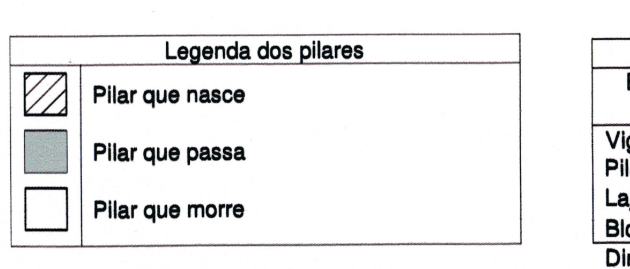 Legenda dos pilares
Pilar que nasce
Pilar que passa
Pilar que morre